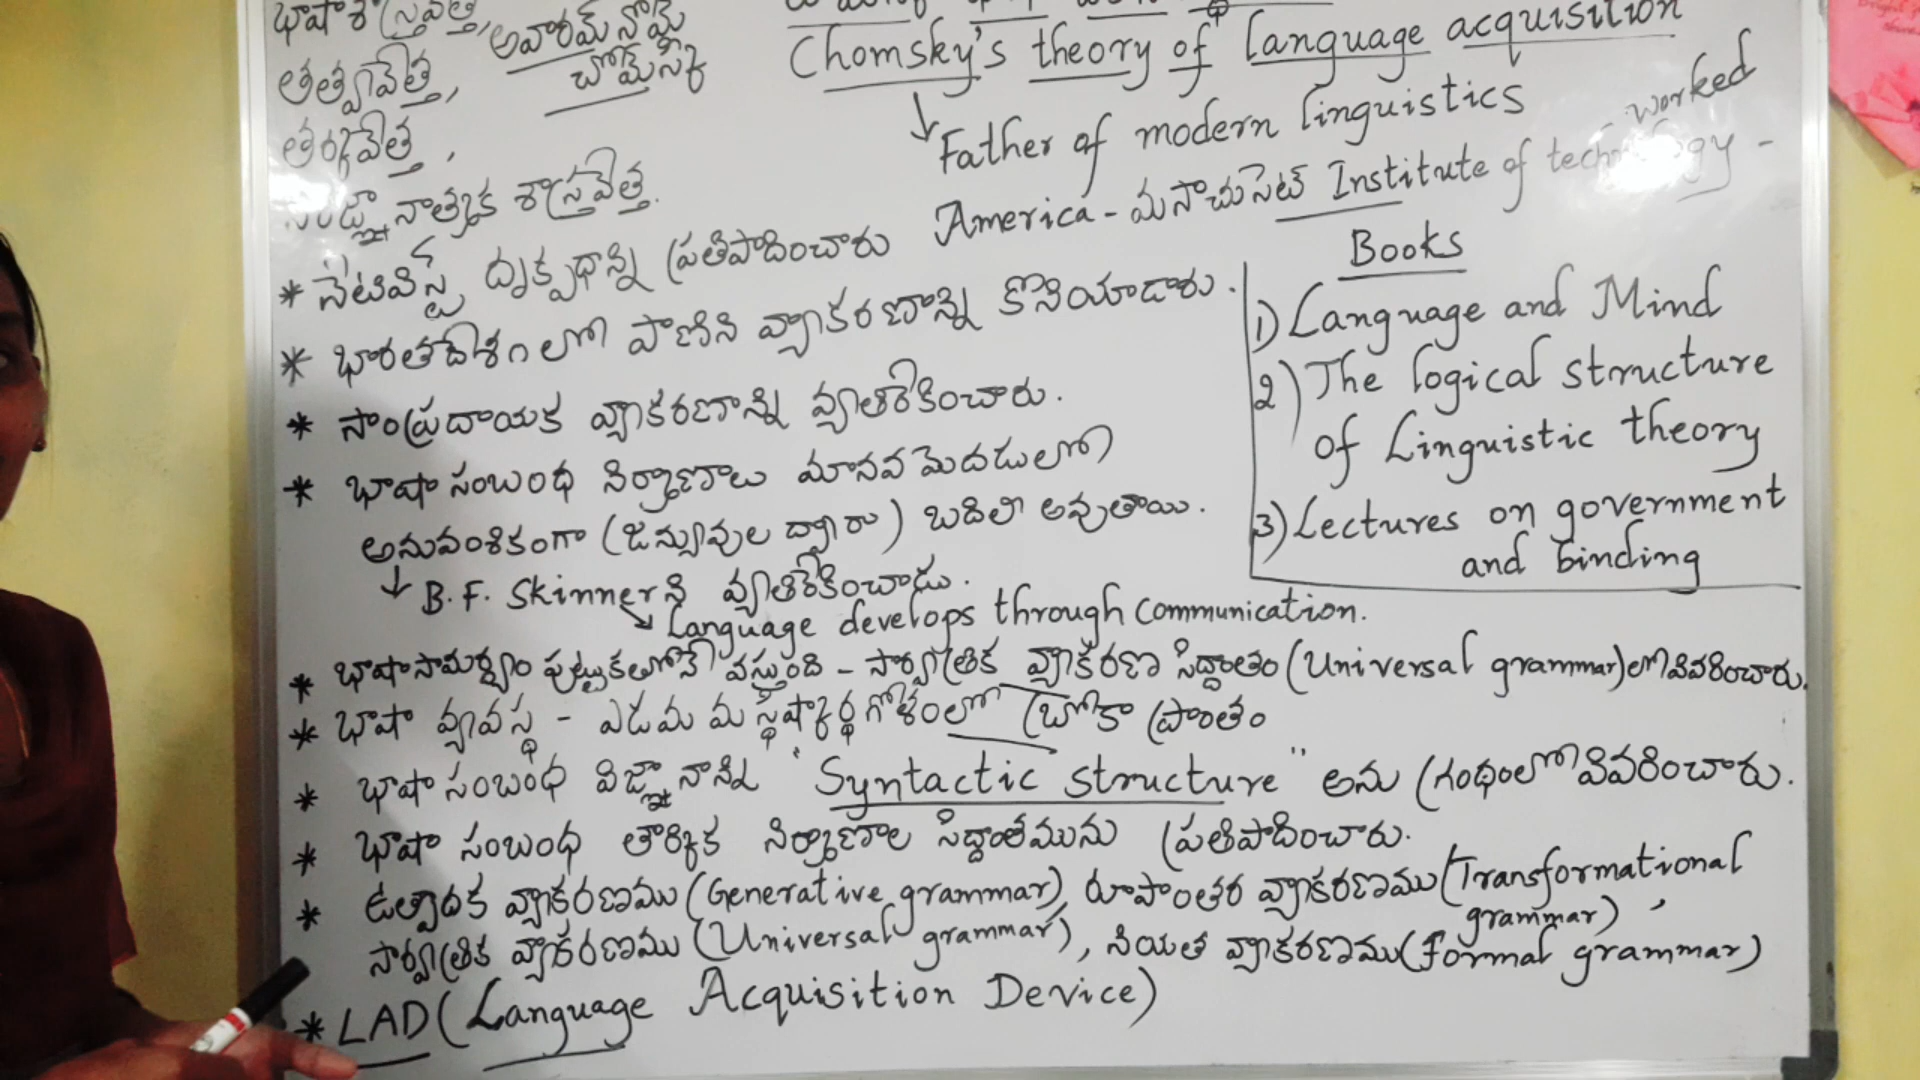 భాషా శాస్త్రవేత్త,
తత్వవేత్త,
తర్కవేత్త,
సంజ్ఞానాత్మక శాస్త్రవేత్త.
అవ్రామ్ నోమ్
చోమ్‌స్కీ
Chomsky's theory of language acquisition
Father of modern linguistics
America - మసాచుసెట్ Institute of technology - worked
* నేటివిస్ట్ దృక్పథాన్ని ప్రతిపాదించారు
* భారతదేశంలో పాణిని వ్యాకరణాన్ని కొనియాడారు.
* సాంప్రదాయక వ్యాకరణాన్ని వ్యతిరేకించారు.
* భాషా సంబంధ నిర్మాణాలు మానవ మెదడులో
అనువంశికంగా (జన్యువుల ద్వారా) బదిలీ అవుతాయి.
B.F. Skinner ని వ్యతిరేకించాడు.
Language develops through communication.
Books
1) Language and Mind
2) The logical structure
of Linguistic theory
3) Lectures on government
and binding
* భాషా సామర్థ్యం పుట్టుకతోనే వస్తుంది - సార్వత్రిక వ్యాకరణ సిద్ధాంతం (Universal grammar)లో వివరించారు.
* భాషా వ్యవస్థ - ఎడమ మస్థిష్కార్థగోళంలో బ్రోకా ప్రాంతం
* భాషా సంబంధ విజ్ఞానాన్ని "Syntactic structure" అను గ్రంథంలో వివరించారు.
* భాషా సంబంధ తార్కిక నిర్మాణాల సిద్ధాంతమును ప్రతిపాదించారు.
* ఉత్పాదక వ్యాకరణము (Generative grammar), రూపాంతర వ్యాకరణము (Transformational grammar),
సార్వత్రిక వ్యాకరణము (Universal grammar), నియత వ్యాకరణము (formal grammar)
* LAD (Language Acquisition Device)